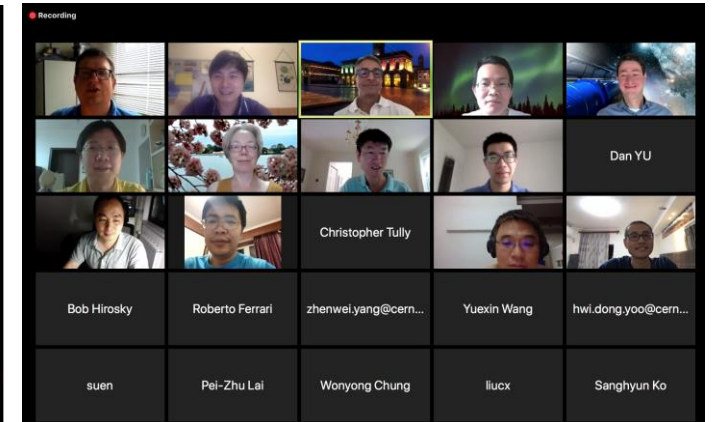 Recording
Dan YU
Christopher Tully
Bob Hirosky
Roberto Ferrari
zhenwei.yang@cern...
Yuexin Wang
hwi.dong.yoo@cern...
suen
Pei-Zhu Lai
Wonyong Chung
liucx
Sanghyun Ko